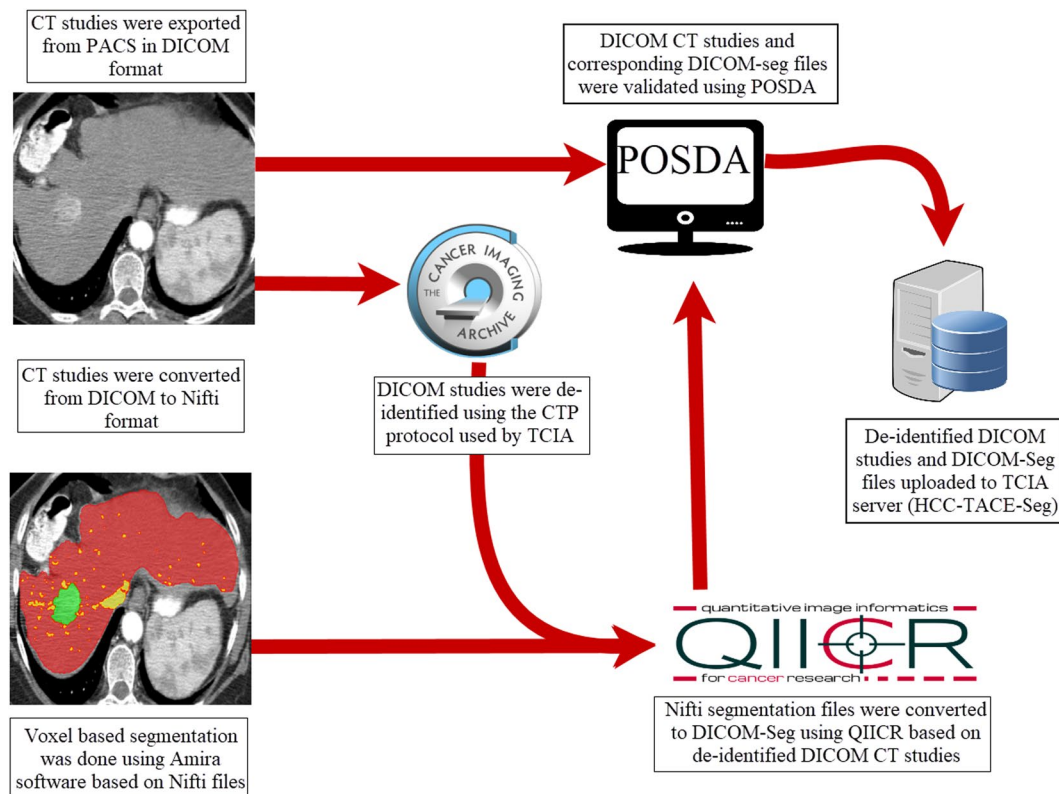 CT studies were exported
from PACS in DICOM
format
DICOM CT studies and
corresponding DICOM-seg files
were validated using POSDA
POSDA
THE CANCER IMAGING
ARCHIVE
CT studies were converted
from DICOM to Nifti
format
DICOM studies were de-
identified using the CTP
protocol used by TCIA
De-identified DICOM
studies and DICOM-Seg
files uploaded to TCIA
server (HCC-TACE-Seg)
quantitative image informatics
QIICR
for cancer research
Voxel based segmentation
was done using Amira
software based on Nifti files
Nifti segmentation files were converted
to DICOM-Seg using QIICR based on
de-identified DICOM CT studies